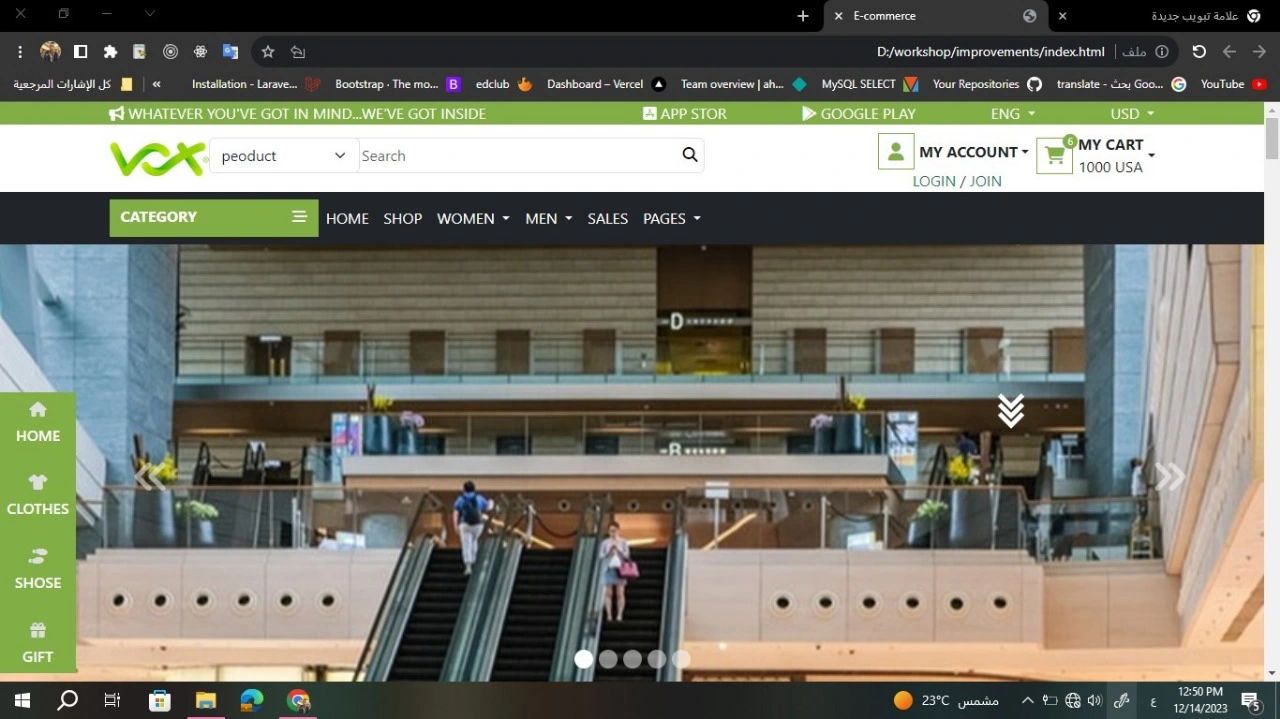 E-commerce
علامة تبويب جديدة
D:/workshop/improvements/index.html
ملف
كل الإشارات المرجعية
»
Installation - Larave...
Bootstrap · The mo...
edclub
Dashboard – Vercel
Team overview | ah...
MySQL SELECT
Your Repositories
translate - بحث Goo...
YouTube
WHATEVER YOU'VE GOT IN MIND...WE'VE GOT INSIDE
APP STOR
GOOGLE PLAY
ENG
USD
VOX
peoduct
Search
MY ACCOUNT
LOGIN / JOIN
6
MY CART
1000 USA
CATEGORY
HOME
SHOP
WOMEN
MEN
SALES
PAGES
D
B
HOME
CLOTHES
SHOSE
GIFT
23°C مشمس
ع
12:50 PM
12/14/2023
5